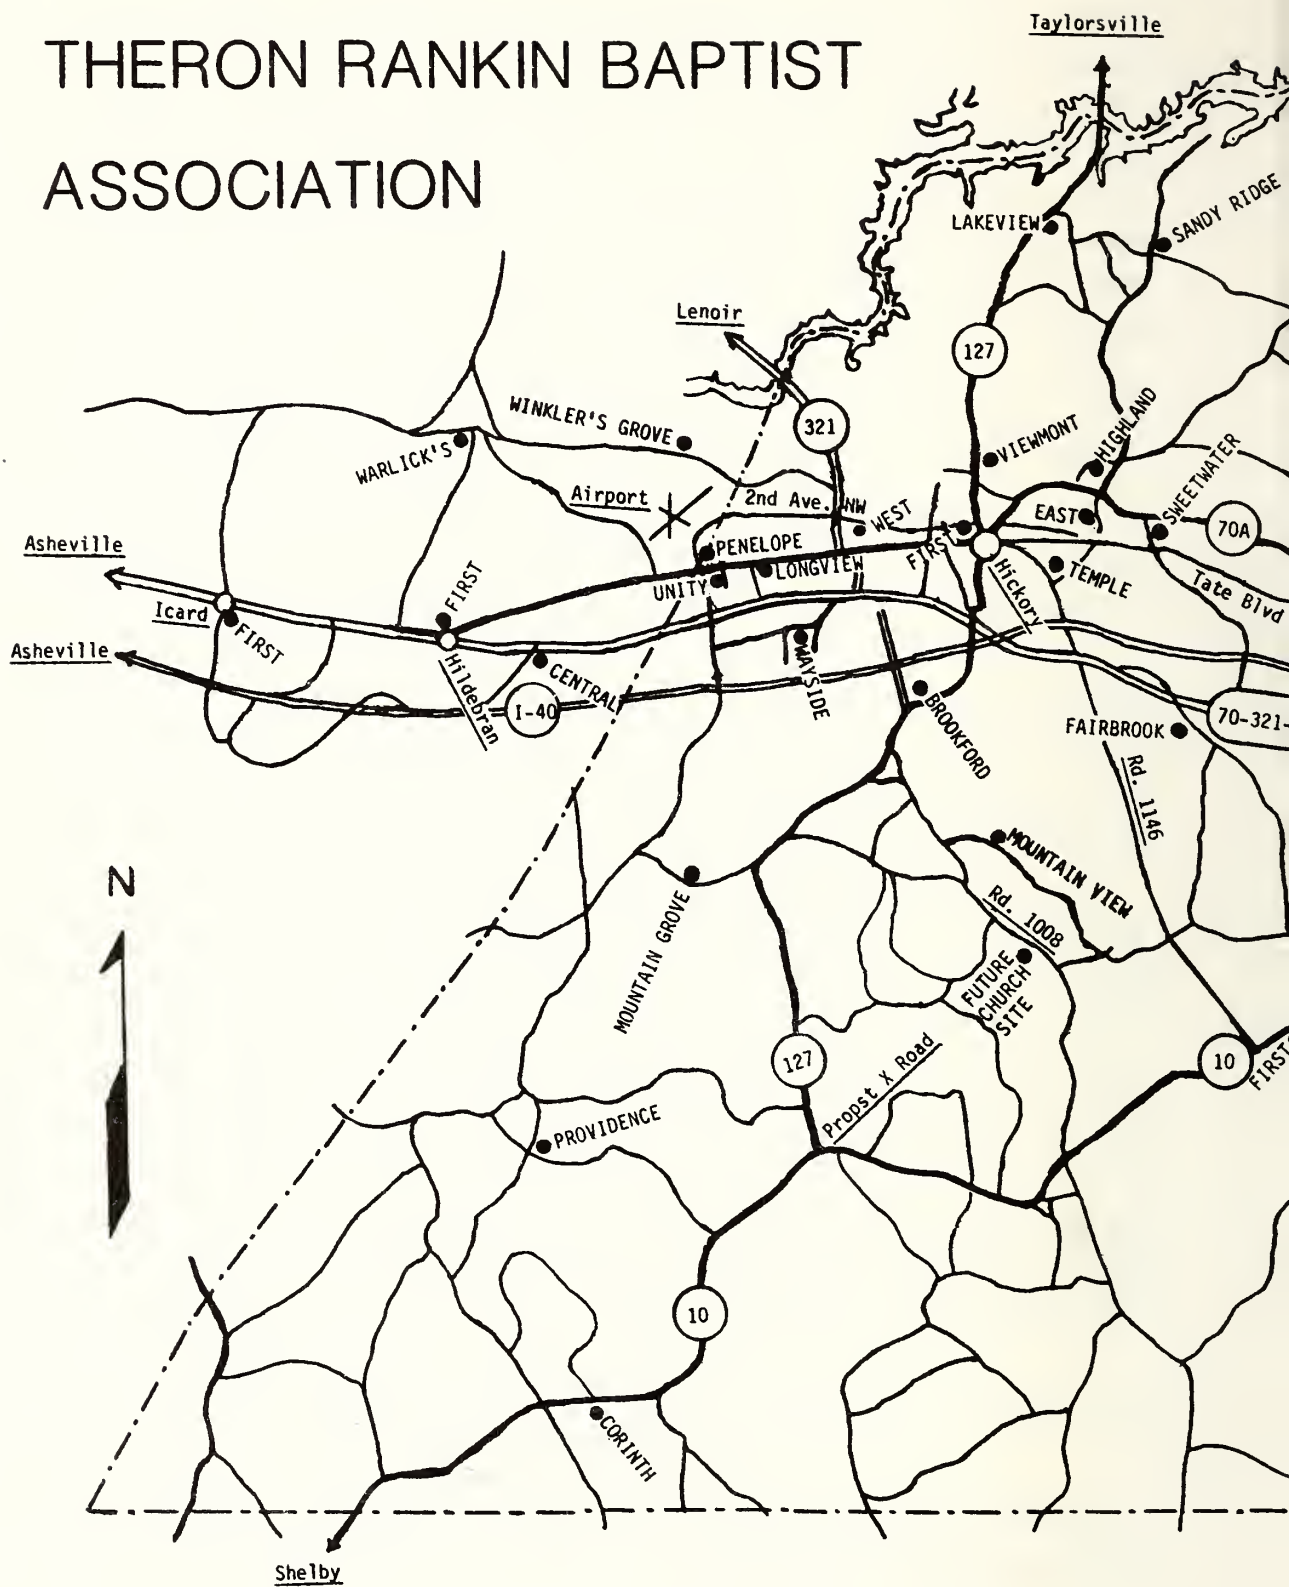 Taylorsville
THERON RANKIN BAPTIST
ASSOCIATION
SANDY RIDGE
LAKEVIEW
Lenoir
127
WINKLER'S GROVE
321
HIGHLAND
VIEWMONT
WARLICK'S
SWEETWATER
Airport
2nd Ave. NW
WEST
EAST
70A
Asheville
PENELOPE
FIRST
LONGVIEW
UNITY
Hickory
TEMPLE
Tate Blvd
Icard
FIRST
FIRST
Asheville
Hildebran
CENTRAL
I-40
WAYSIDE
BROOKFORD
FAIRBROOK
70-321-
Rd. 1146
MOUNTAIN VIEW
N
MOUNTAIN GROVE
Rd. 1008
FUTURE
CHURCH
SITE
127
Propst X Road
10
FIRST
PROVIDENCE
10
CORINTH
Shelby